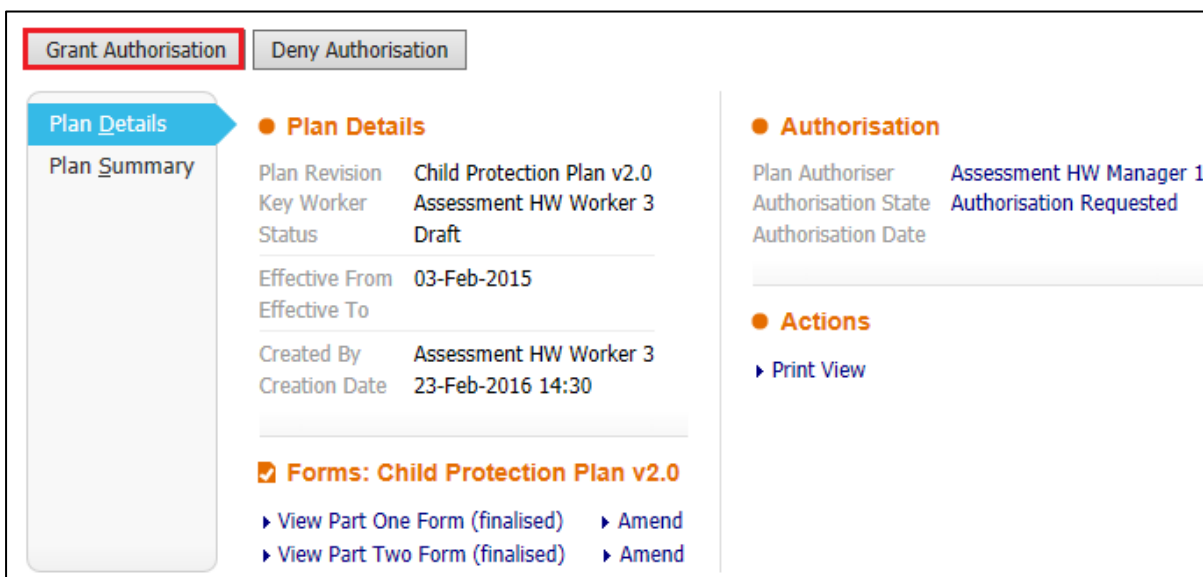 Grant Authorisation
Deny Authorisation
Plan Details
Plan Summary
Plan Details
Plan Revision Child Protection Plan v2.0
Key Worker Assessment HW Worker 3
Status Draft
Effective From 03-Feb-2015
Effective To
Created By Assessment HW Worker 3
Creation Date 23-Feb-2016 14:30
Forms: Child Protection Plan v2.0
View Part One Form (finalised) Amend
View Part Two Form (finalised) Amend
Authorisation
Plan Authoriser Assessment HW Manager 1
Authorisation State Authorisation Requested
Authorisation Date
Actions
Print View